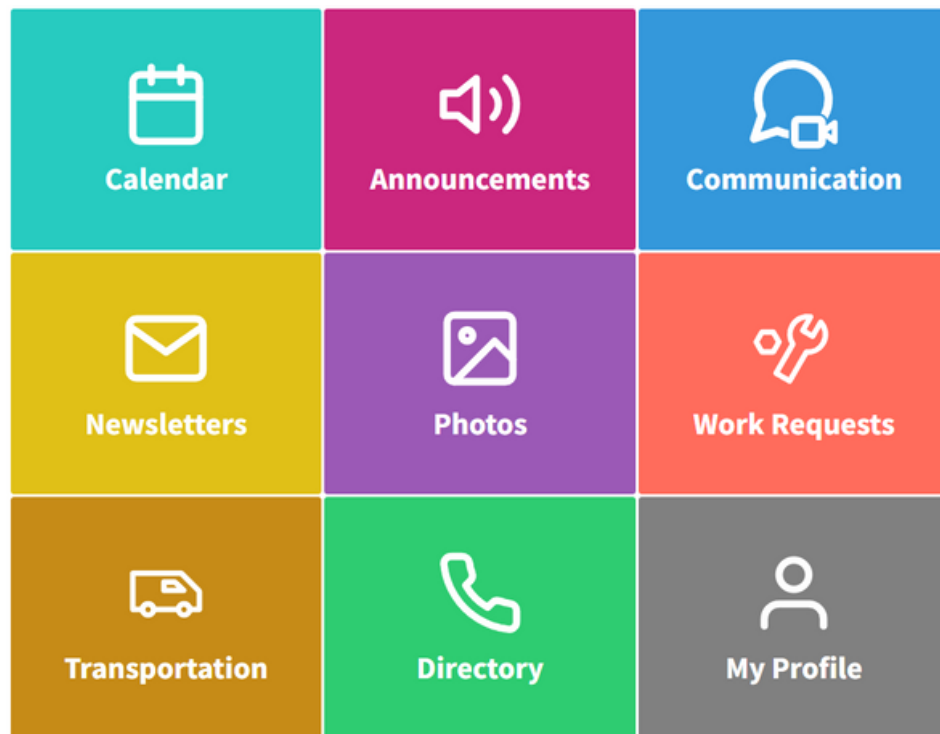 Calendar
Announcements
Communication
Newsletters
Photos
Work Requests
Transportation
Directory
My Profile